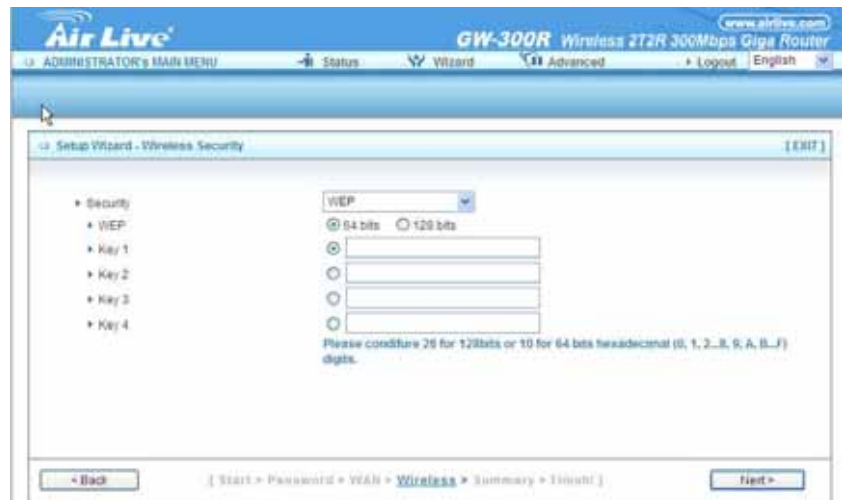 Air Live
www.airlive.com
GW-300R Wireless 2T2R 300Mbps Giga Router
ADMINISTRATOR's MAIN MENU Status Wizard Advanced Logout English
Setup Wizard - Wireless Security [ EXIT ]
Security WEP
WEP 64 bits 128 bits
Key 1
Key 2
Key 3
Key 4
Please condifure 26 for 128bits or 10 for 64 bits hexadecimal (0, 1, 2...8, 9, A, B...F)
digits.
< Back [ Start > Password > WAN > Wireless > Summary > Finish! ] Next >